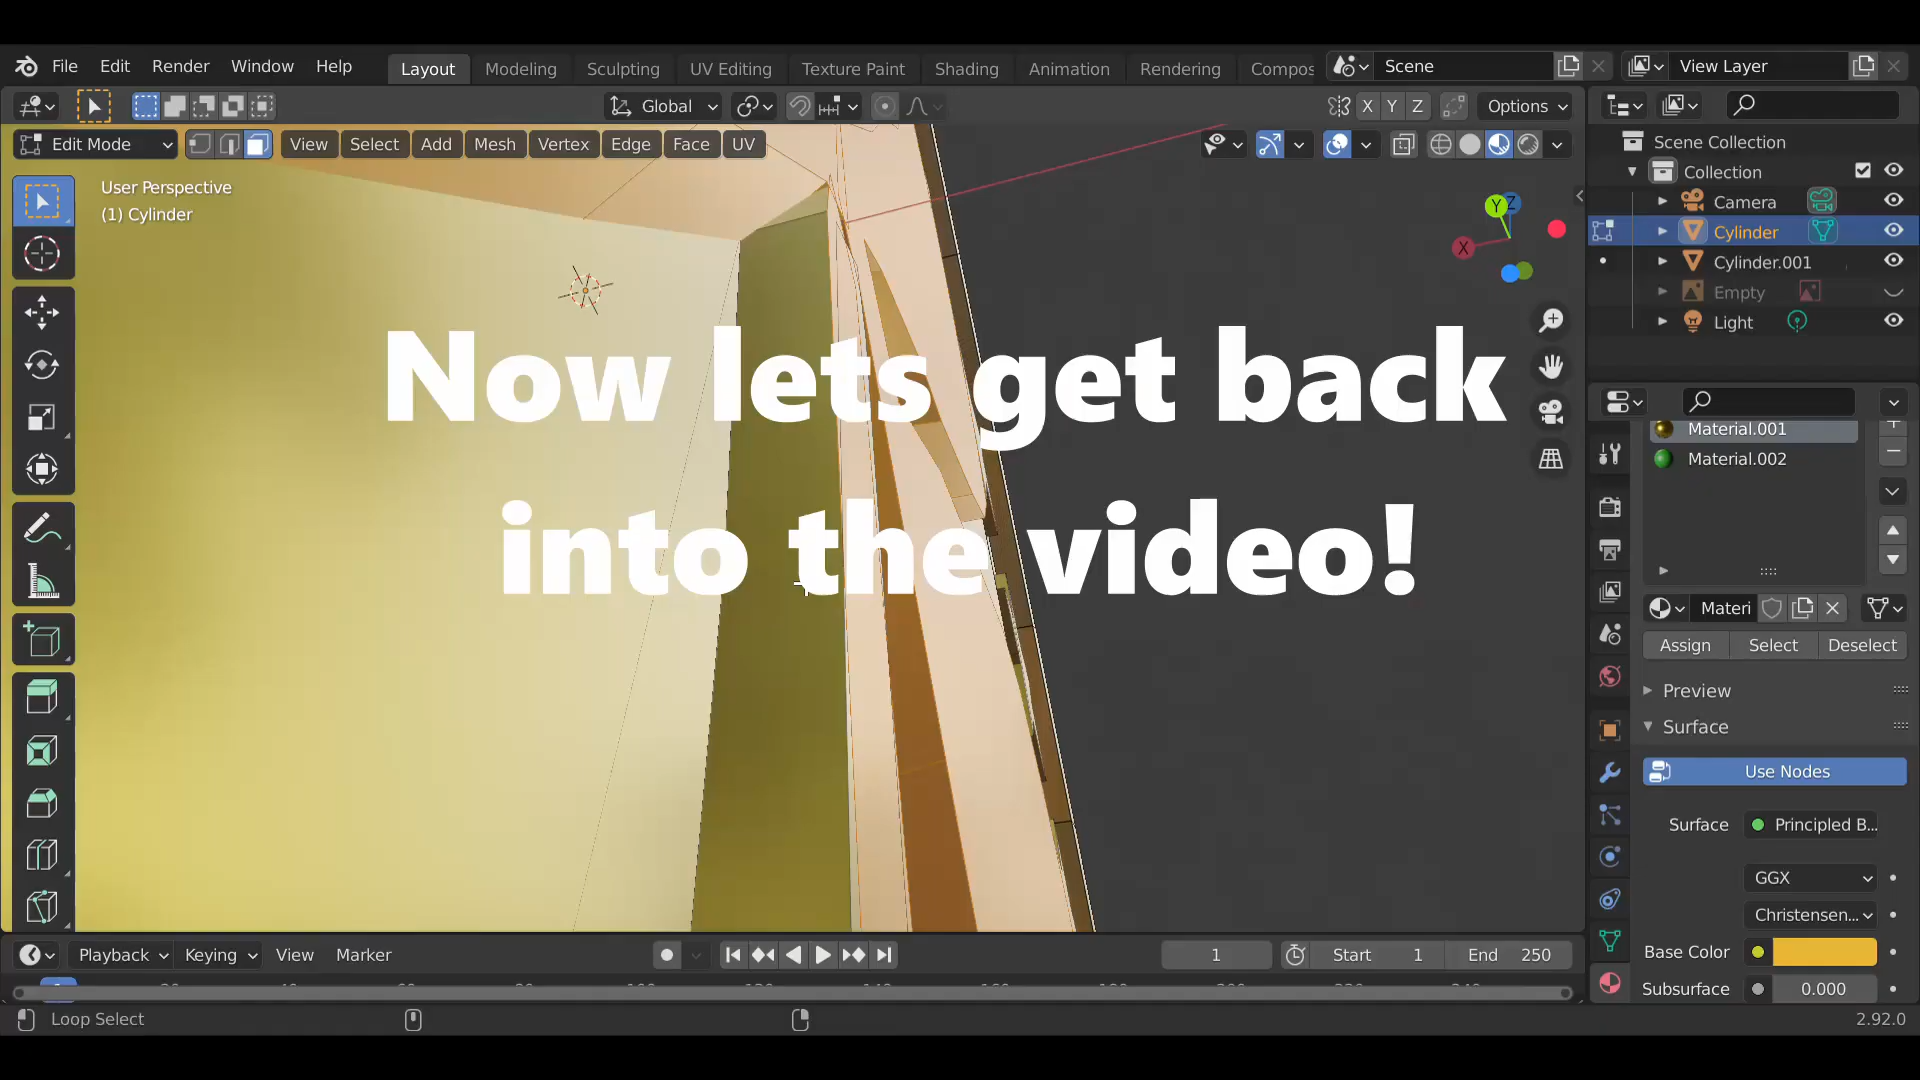 File Edit Render Window Help Layout Modeling Sculpting UV Editing Texture Paint Shading Animation Rendering Compos Scene View Layer
Global X Y Z Options
Edit Mode View Select Add Mesh Vertex Edge Face UV
Scene Collection
Collection
Camera
Cylinder
Cylinder.001
Empty
Light
User Perspective
(1) Cylinder
Y Z
X
Now lets get back
into the video!
Material.001
Material.002
Materi
Assign Select Deselect
Preview
Surface
Use Nodes
Surface Principled B...
GGX
Christensen...
Base Color
Subsurface 0.000
Playback Keying View Marker 1 Start 1 End 250
Loop Select 2.92.0